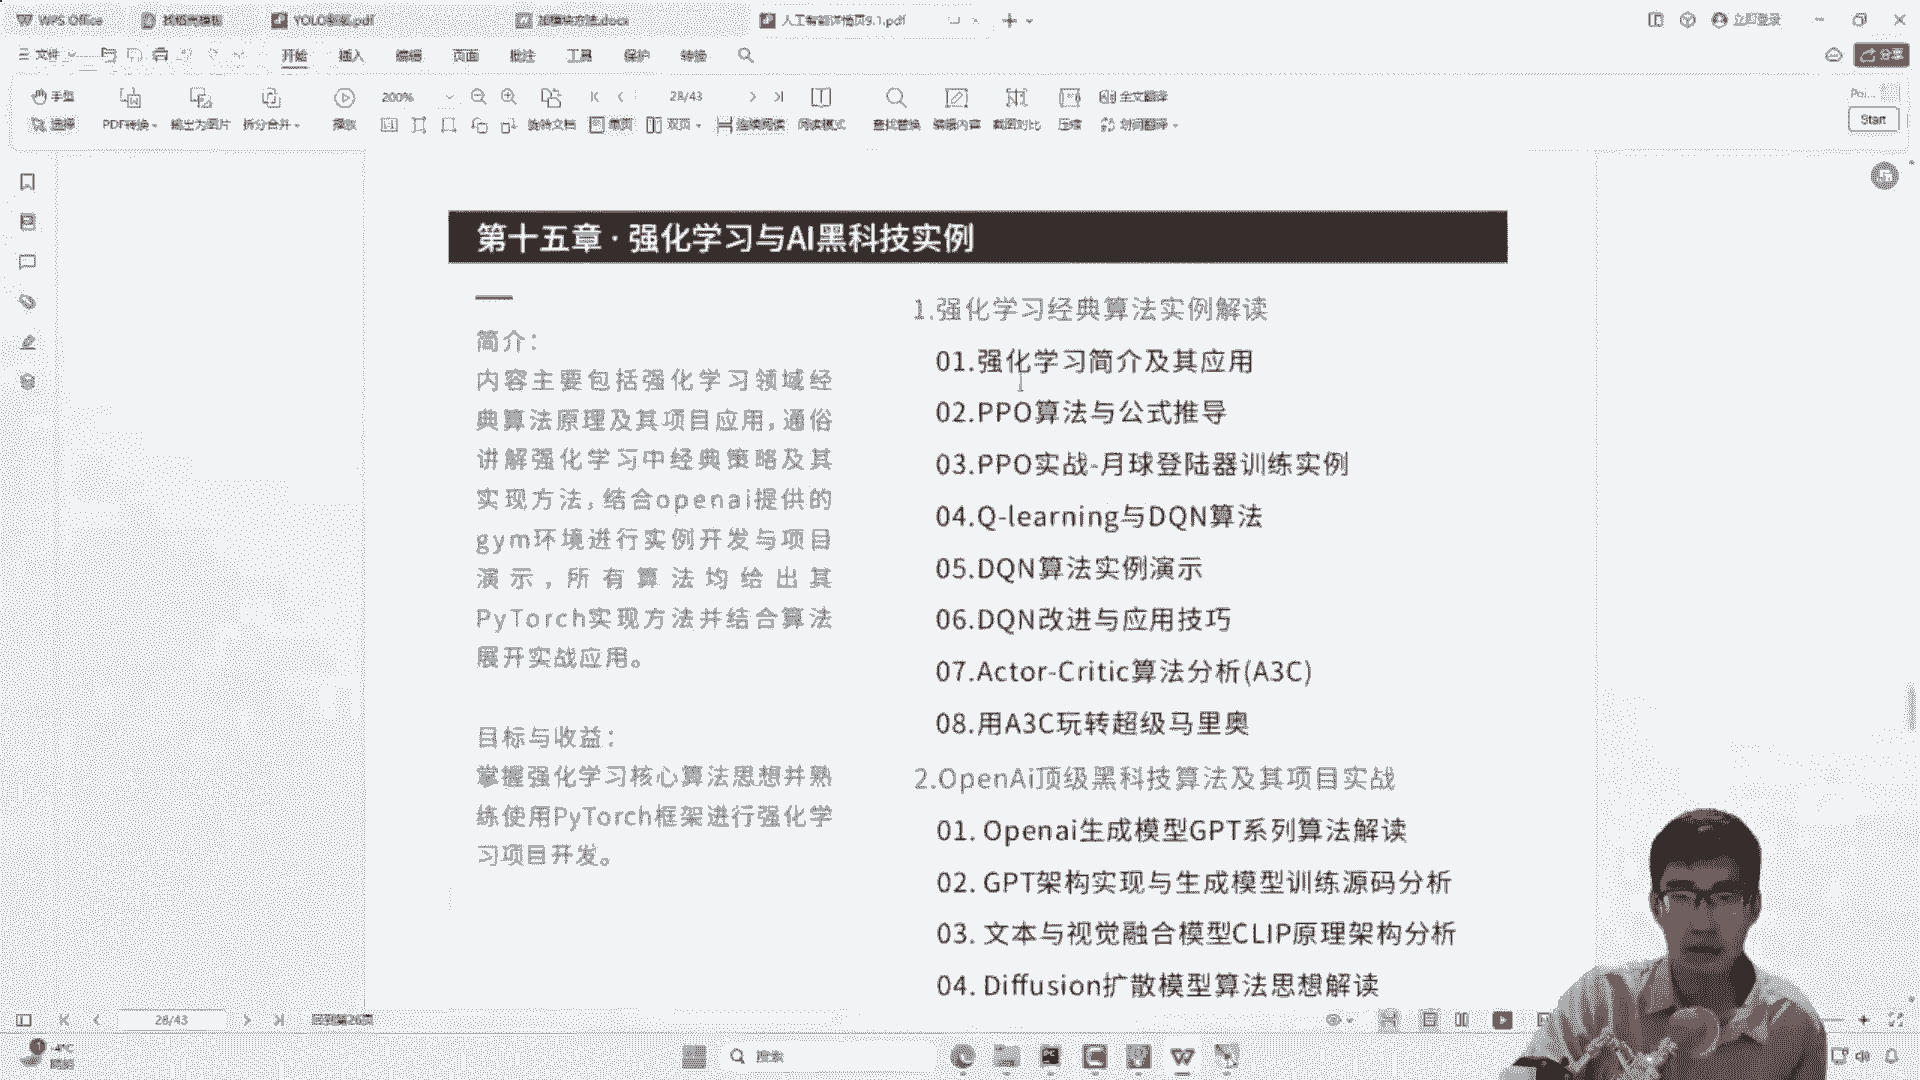 WPS Office
找稻壳模板
人工智能详情页9.1.pdf
立即登录
文件
开始
插入
编辑
页面
批注
工具
保护
转换
分享
手型
200%
28/43
全文翻译
选择
PDF转换
输出为图片
拆分合并
播放
旋转文档
单页
双页
连续阅读
阅读模式
查找替换
编辑内容
截图对比
压缩
划词翻译
Start
第十五章 · 强化学习与AI黑科技实例
简介：
内容主要包括强化学习领域经
典算法原理及其项目应用，通俗
讲解强化学习中经典策略及其
实现方法，结合openai提供的
gym环境进行实例开发与项目
演示，所有算法均给出其
PyTorch实现方法并结合算法
展开实战应用。
目标与收益：
掌握强化学习核心算法思想并熟
练使用PyTorch框架进行强化学
习项目开发。
1.强化学习经典算法实例解读
01.强化学习简介及其应用
02.PPO算法与公式推导
03.PPO实战-月球登陆器训练实例
04.Q-learning与DQN算法
05.DQN算法实例演示
06.DQN改进与应用技巧
07.Actor-Critic算法分析(A3C)
08.用A3C玩转超级马里奥
2.OpenAi顶级黑科技算法及其项目实战
01. Openai生成模型GPT系列算法解读
02. GPT架构实现与生成模型训练源码分析
03. 文本与视觉融合模型CLIP原理架构分析
04. Diffusion扩散模型算法思想解读
28/43
回到第26页
-4°C
搜索